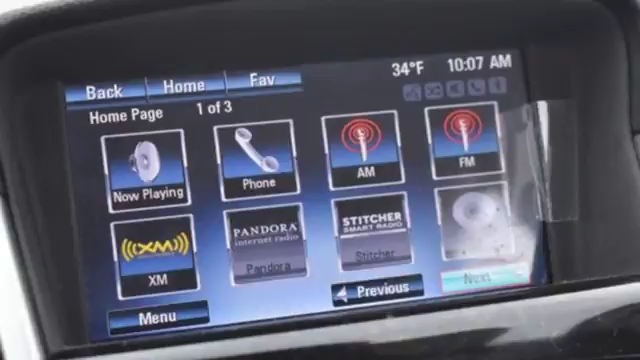 Back Home Fav 34°F 10:07 AM
Home Page 1 of 3
Now Playing Phone AM FM
XM
XM
PANDORA
internet radio
Pandora
STITCHER
SMART RADIO
Stitcher
Menu Previous Next